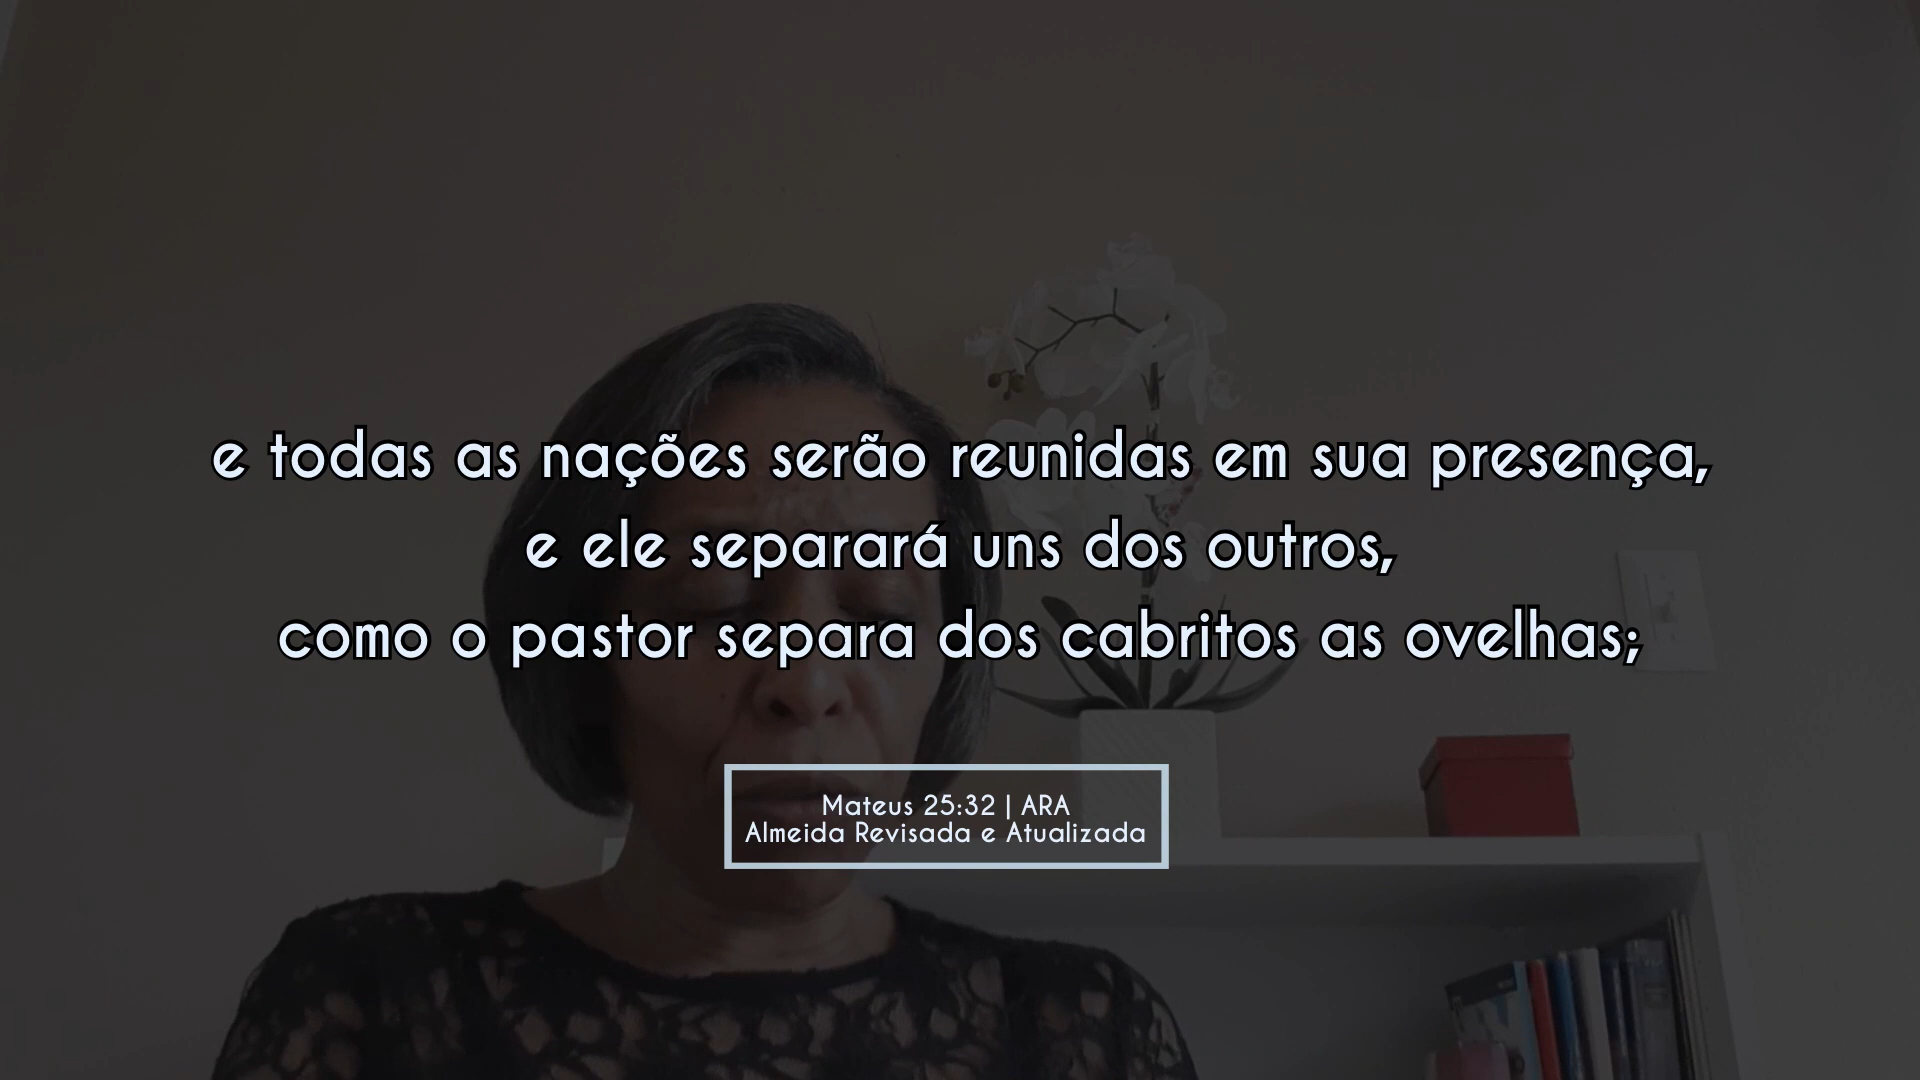 e todas as nações serão reunidas em sua presença,
e ele separará uns dos outros,
como o pastor separa dos cabritos as ovelhas;
Mateus 25:32 | ARA
Almeida Revisada e Atualizada